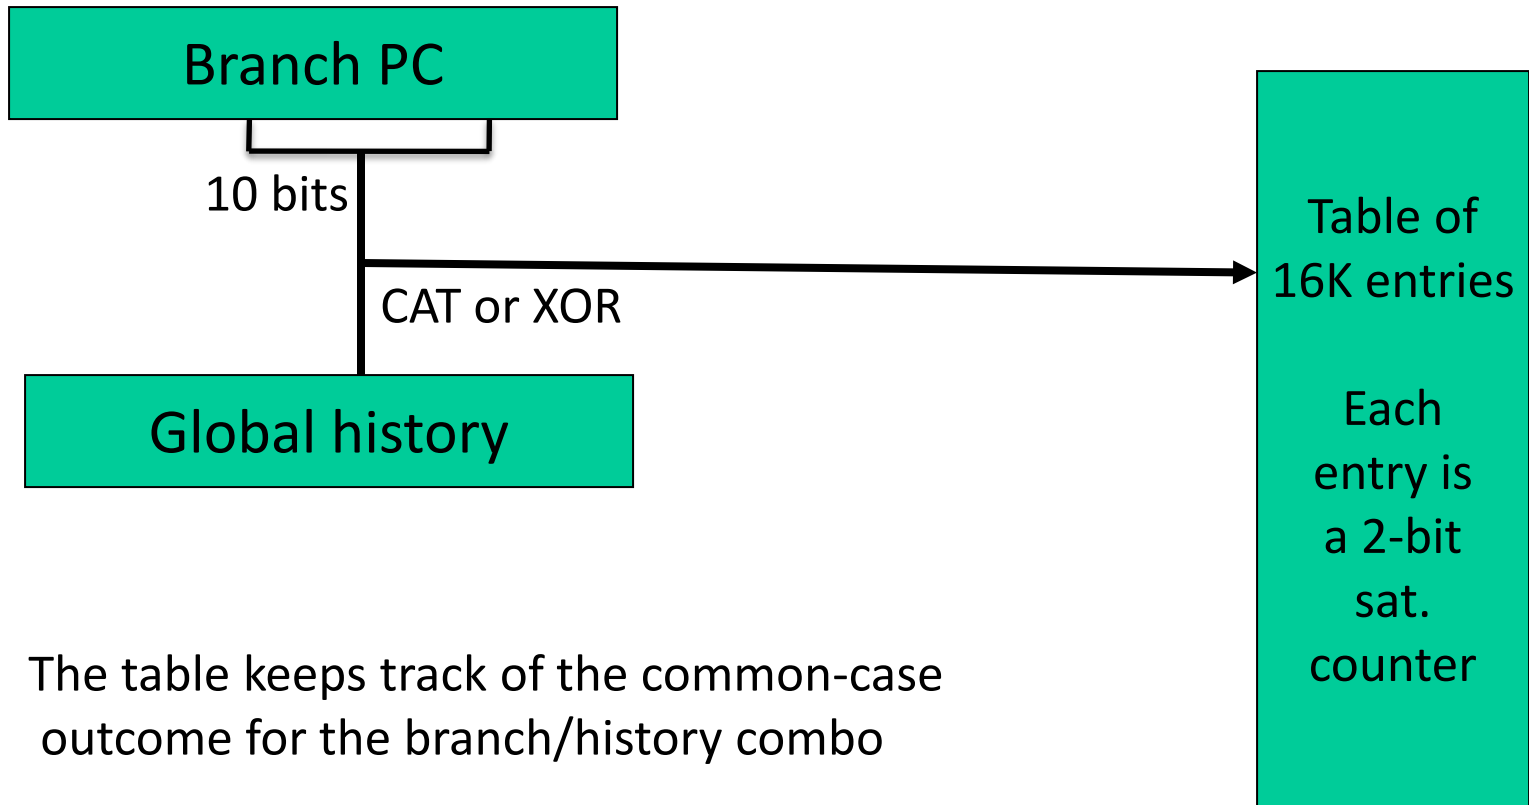 Branch PC
10 bits
CAT or XOR
Global history
Table of
16K entries
Each
entry is
a 2-bit
sat.
counter
The table keeps track of the common-case
outcome for the branch/history combo